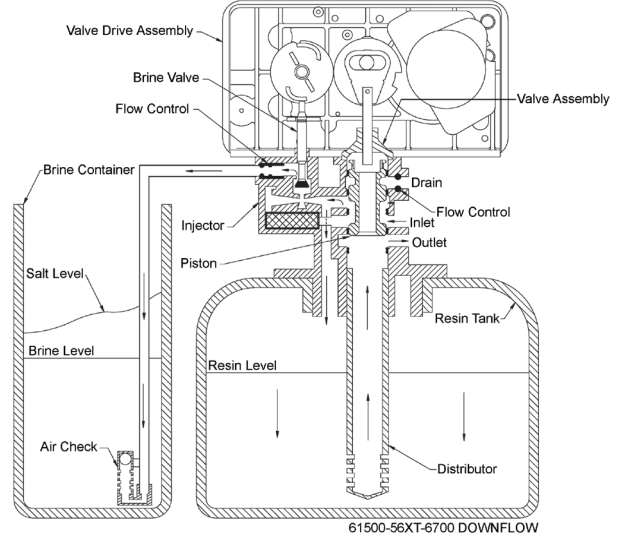 Valve Drive Assembly
Brine Valve
Flow Control
Valve Assembly
Brine Container
Drain
Flow Control
Injector
Inlet
Outlet
Piston
Salt Level
Resin Tank
Brine Level
Resin Level
Air Check
Distributor
61500-56XT-6700 DOWNFLOW